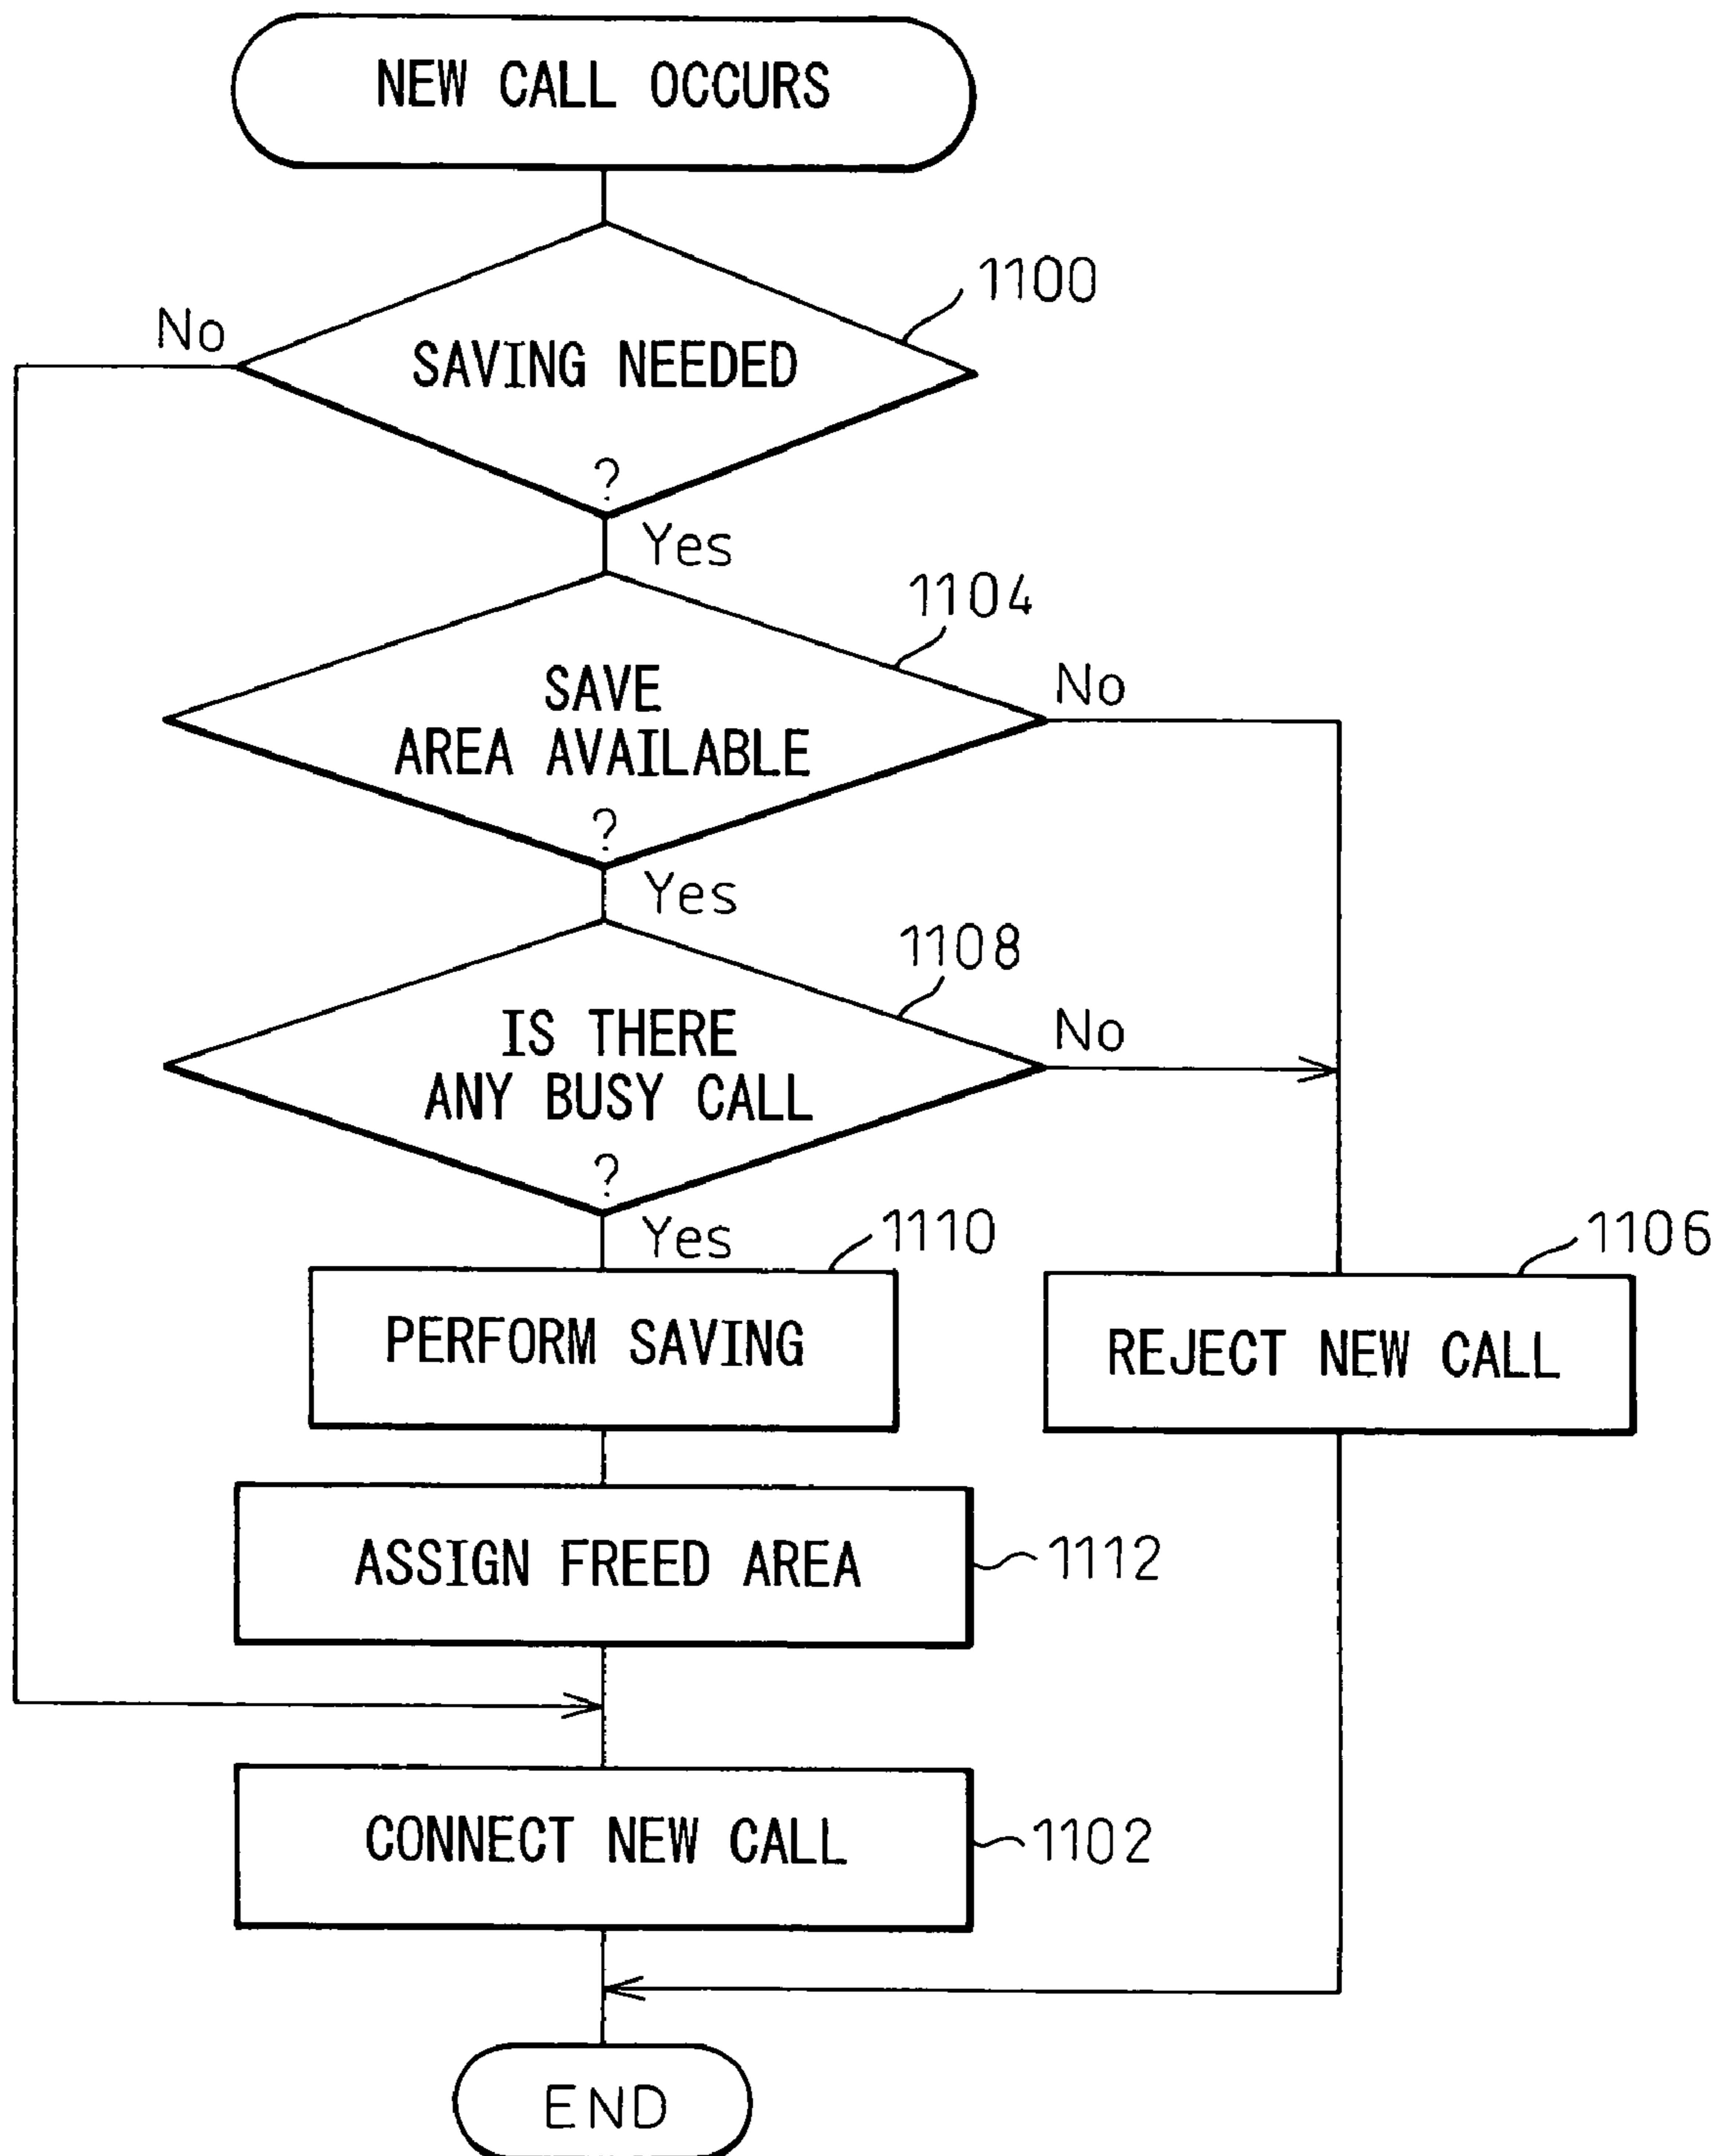 NEW CALL OCCURS
1100
No
SAVING NEEDED
?
Yes
1104
No
SAVE
AREA AVAILABLE
?
Yes
1108
No
IS THERE
ANY BUSY CALL
?
Yes
1110
1106
PERFORM SAVING
REJECT NEW CALL
ASSIGN FREED AREA
1112
CONNECT NEW CALL
1102
END